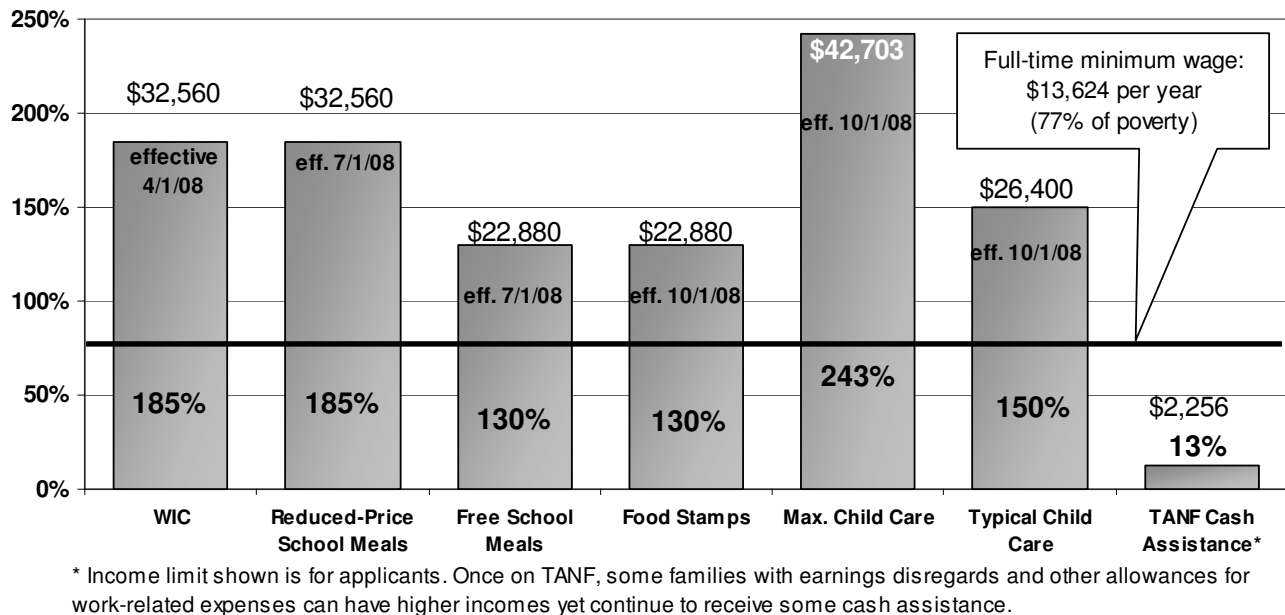 250%
200%
150%
100%
50%
0%
$32,560
effective
4/1/08
185%
WIC
$32,560
eff. 7/1/08
185%
Reduced-Price
School Meals
$22,880
eff. 7/1/08
130%
Free School
Meals
$22,880
eff. 10/1/08
130%
Food Stamps
$42,703
eff. 10/1/08
243%
Max. Child Care
$26,400
eff. 10/1/08
150%
Typical Child
Care
$2,256
13%
TANF Cash
Assistance*
Full-time minimum wage:
$13,624 per year
(77% of poverty)
* Income limit shown is for applicants. Once on TANF, some families with earnings disregards and other allowances for
work-related expenses can have higher incomes yet continue to receive some cash assistance.